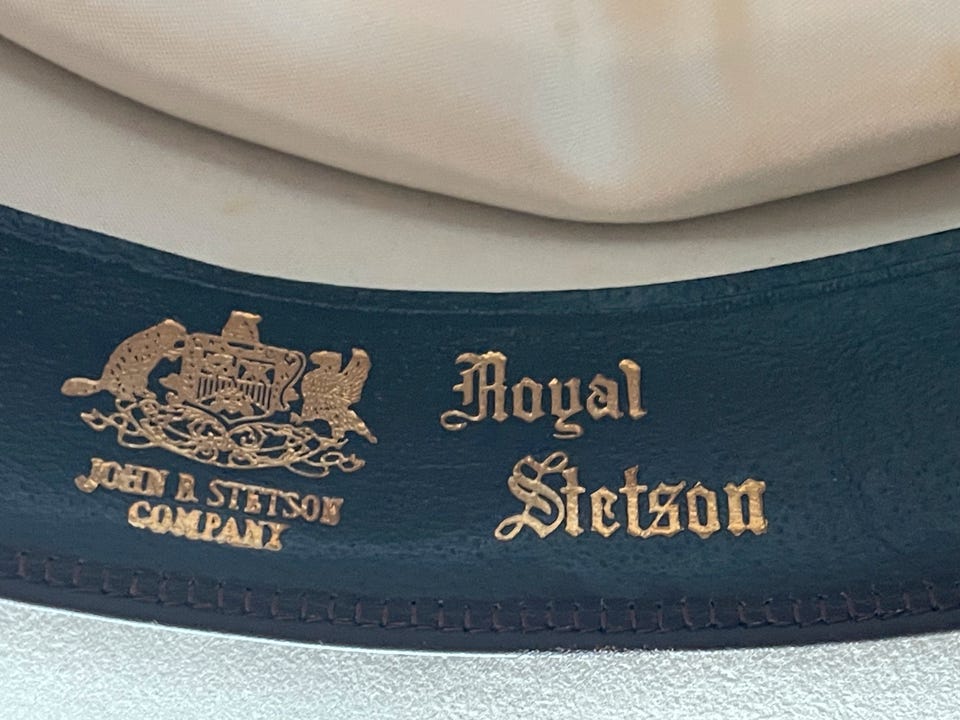 JOHN B. STETSON
COMPANY
Royal
Stetson